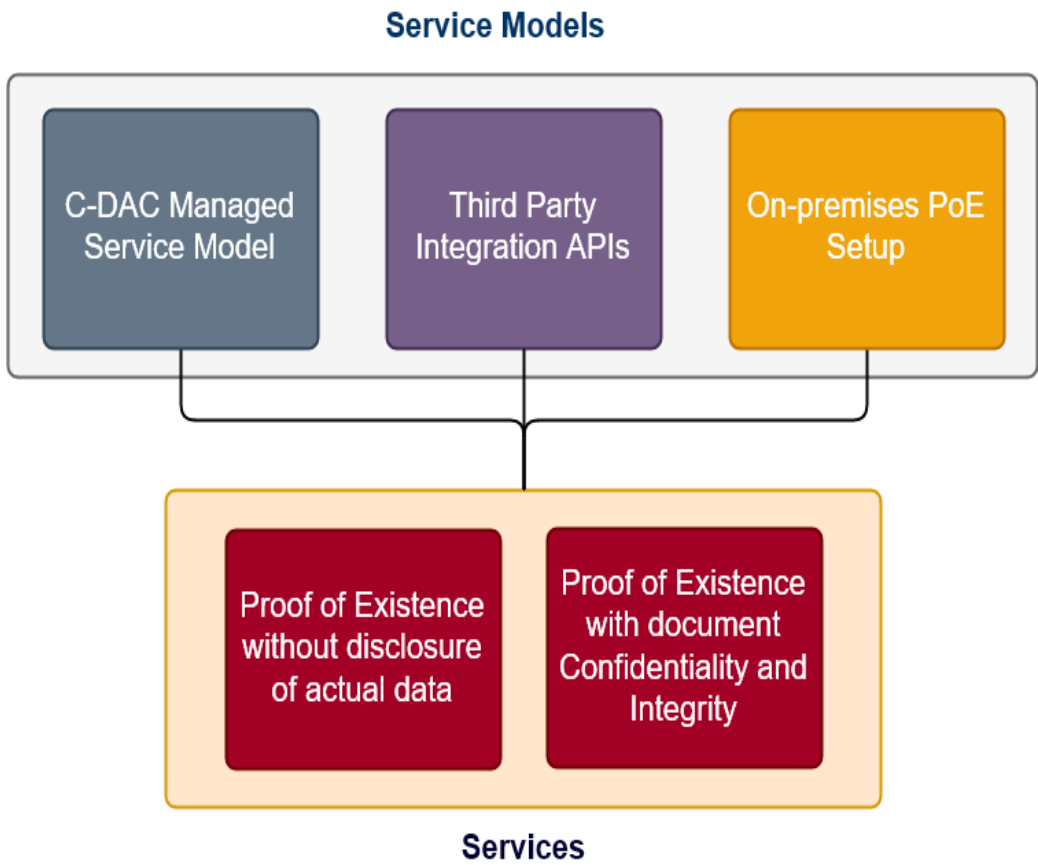 Service Models
C-DAC Managed
Service Model
Third Party
Integration APIs
On-premises PoE
Setup
Proof of Existence
without disclosure
of actual data
Proof of Existence
with document
Confidentiality and
Integrity
Services